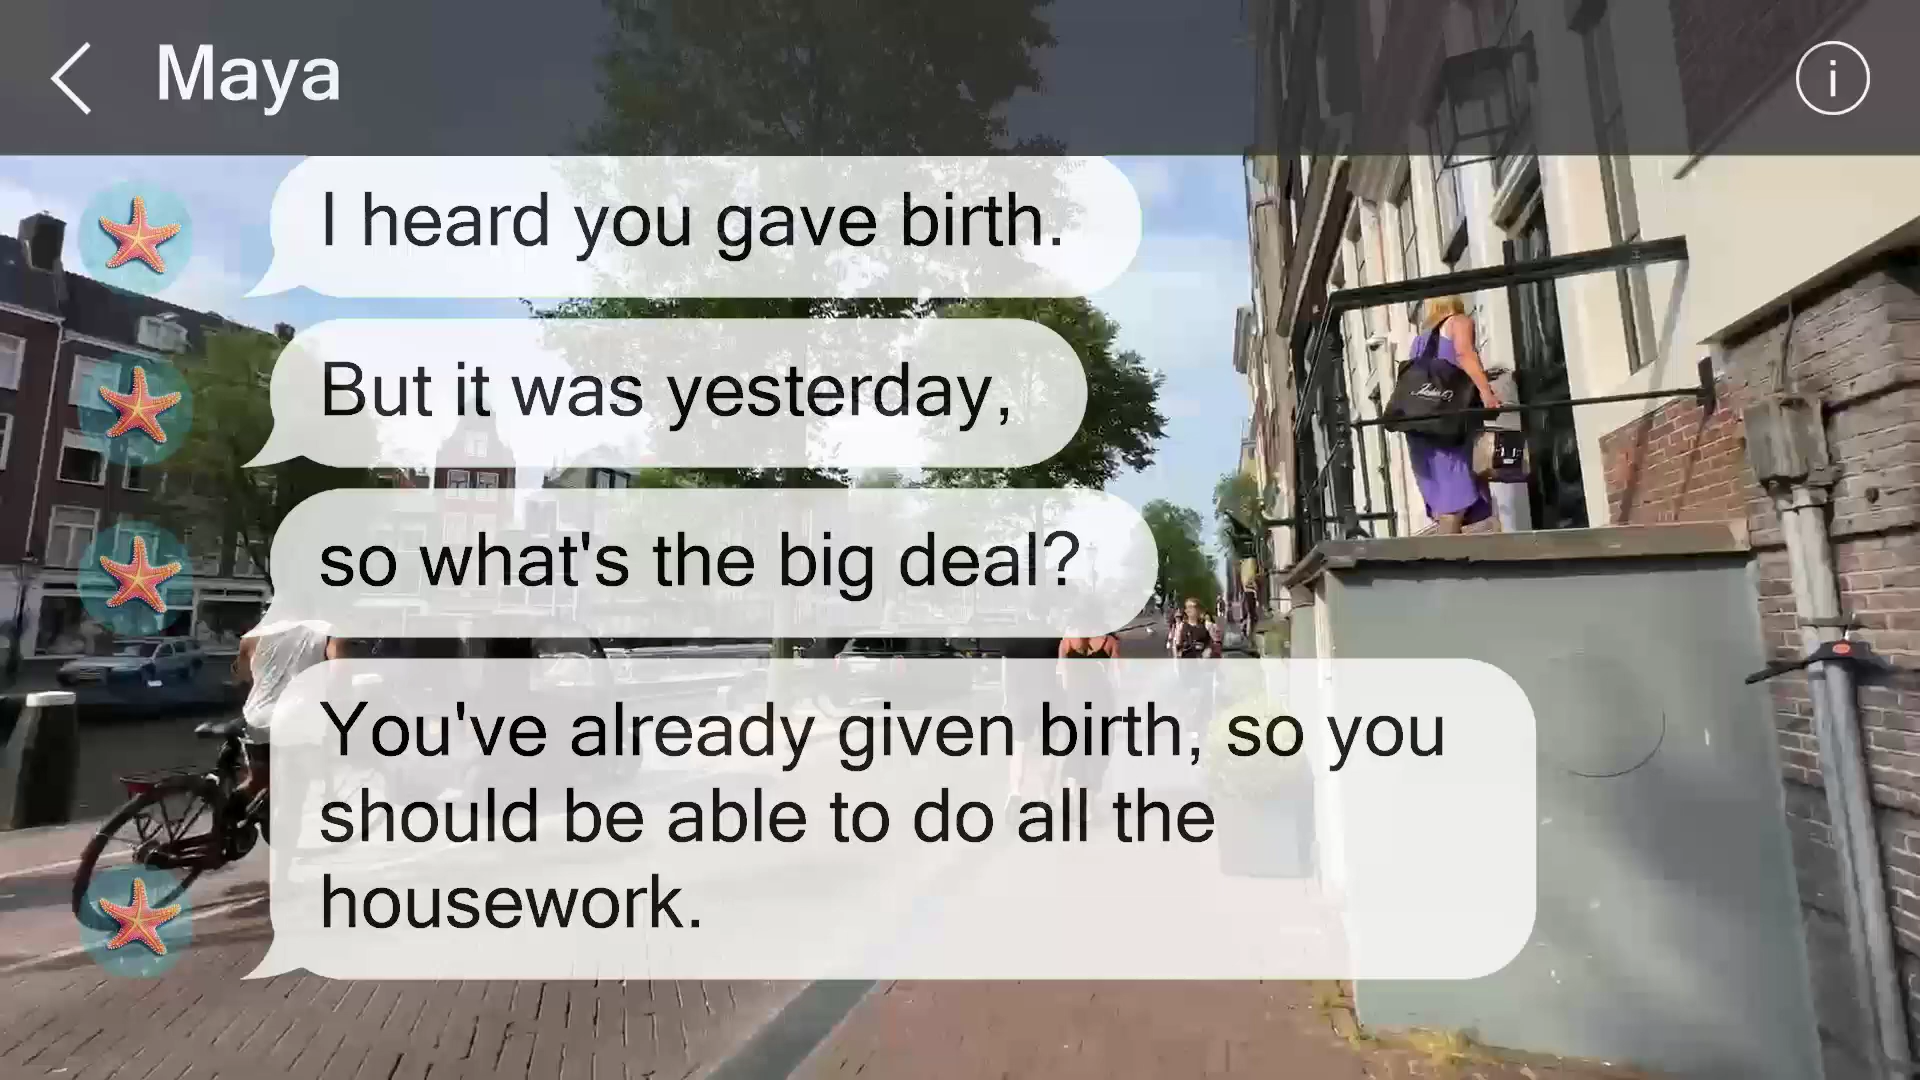 Maya
I heard you gave birth.
But it was yesterday,
so what's the big deal?
You've already given birth, so you
should be able to do all the
housework.